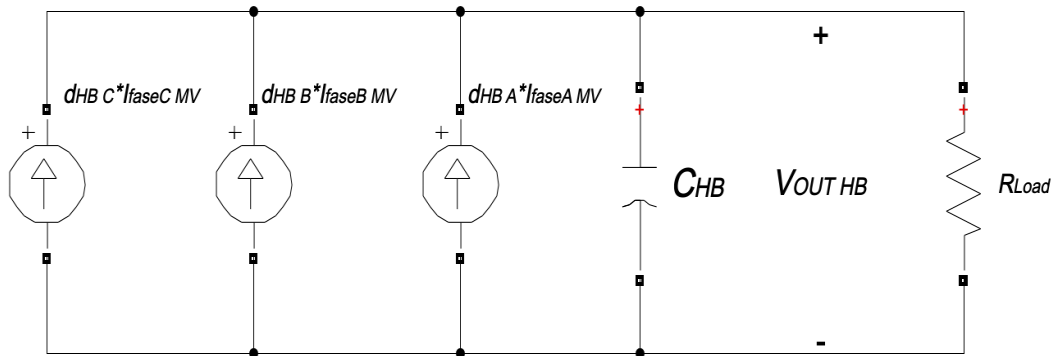 +
dHB C*IfaseC MV dHB B*IfaseB MV dHB A*IfaseA MV + +
+ + +
CHB VOUT HB RLoad
-